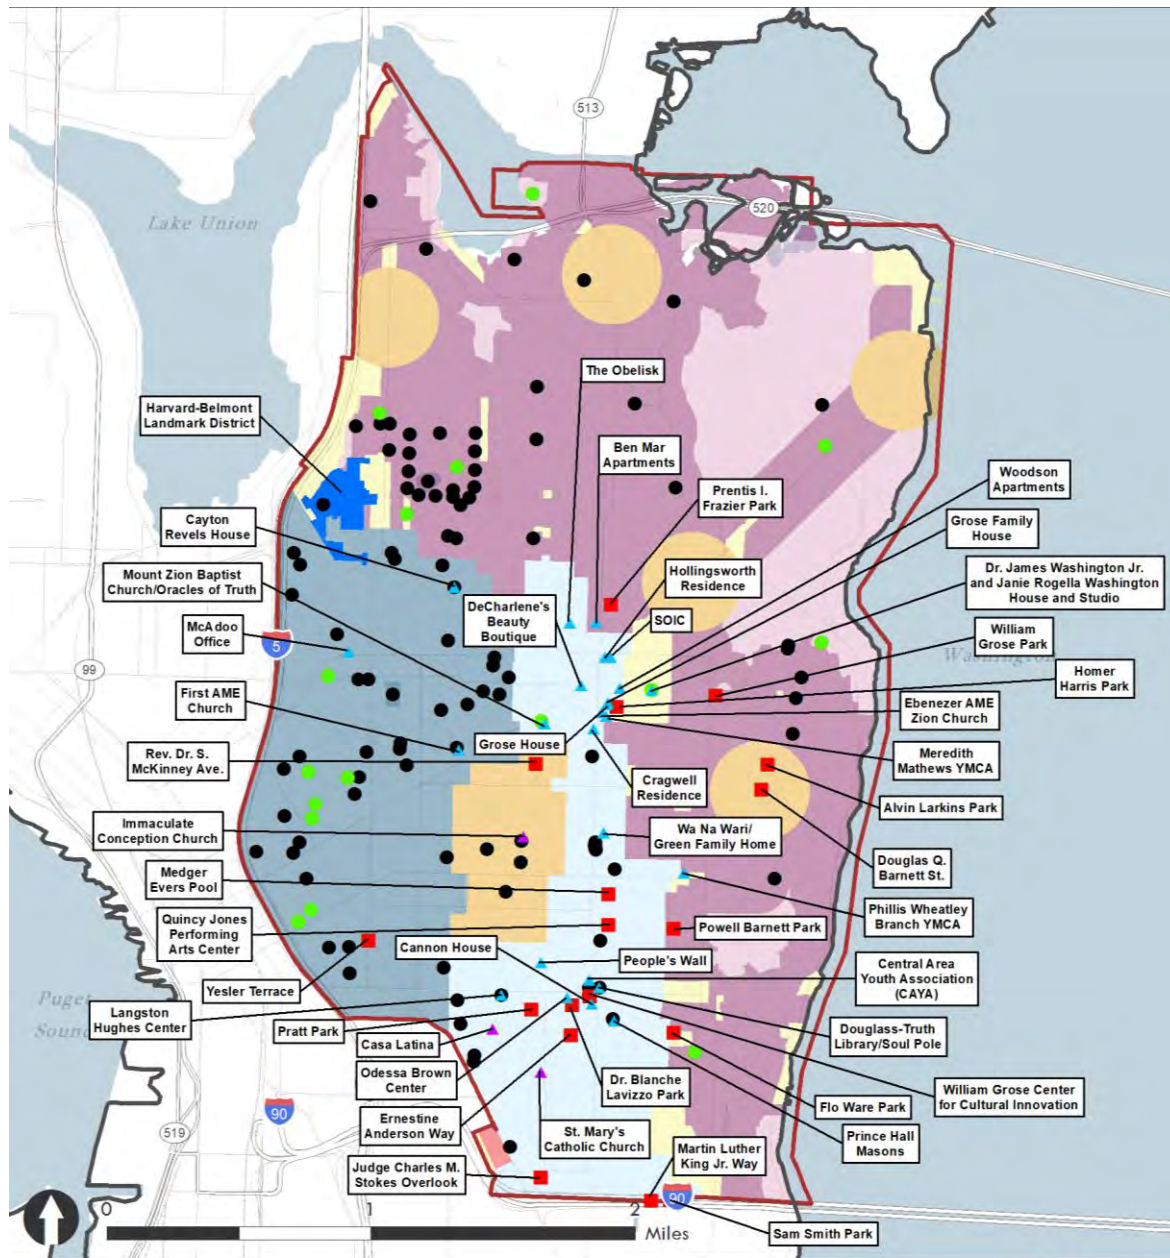 513
520
Lake Union
The Obelisk
Harvard-Belmont
Landmark District
Ben Mar
Apartments
Woodson
Apartments
Prentis I.
Frazier Park
Cayton
Revels House
Grose Family
House
Hollingsworth
Residence
Dr. James Washington Jr.
and Janie Rogella Washington
House and Studio
Mount Zion Baptist
Church/Oracles of Truth
DeCharlene's
Beauty
Boutique
SOIC
McAdoo
Office
5
William
Grose Park
Washington
99
Homer
Harris Park
First AME
Church
Ebenezer AME
Zion Church
Grose House
Rev. Dr. S.
McKinney Ave.
Cragwell
Residence
Meredith
Mathews YMCA
Alvin Larkins Park
Immaculate
Conception Church
Wa Na Wari/
Green Family Home
Douglas Q.
Barnett St.
Medger
Evers Pool
Phillis Wheatley
Branch YMCA
Quincy Jones
Performing
Arts Center
Cannon House
Powell Barnett Park
People's Wall
Central Area
Youth Association
(CAYA)
Yesler Terrace
Puget
Sound
Langston
Hughes Center
Pratt Park
Douglass-Truth
Library/Soul Pole
Casa Latina
Odessa Brown
Center
Dr. Blanche
Lavizzo Park
William Grose Center
for Cultural Innovation
Flo Ware Park
90
519
Ernestine
Anderson Way
St. Mary's
Catholic Church
Prince Hall
Masons
Martin Luther
King Jr. Way
Judge Charles M.
Stokes Overlook
90
Sam Smith Park
0
1
2
Miles